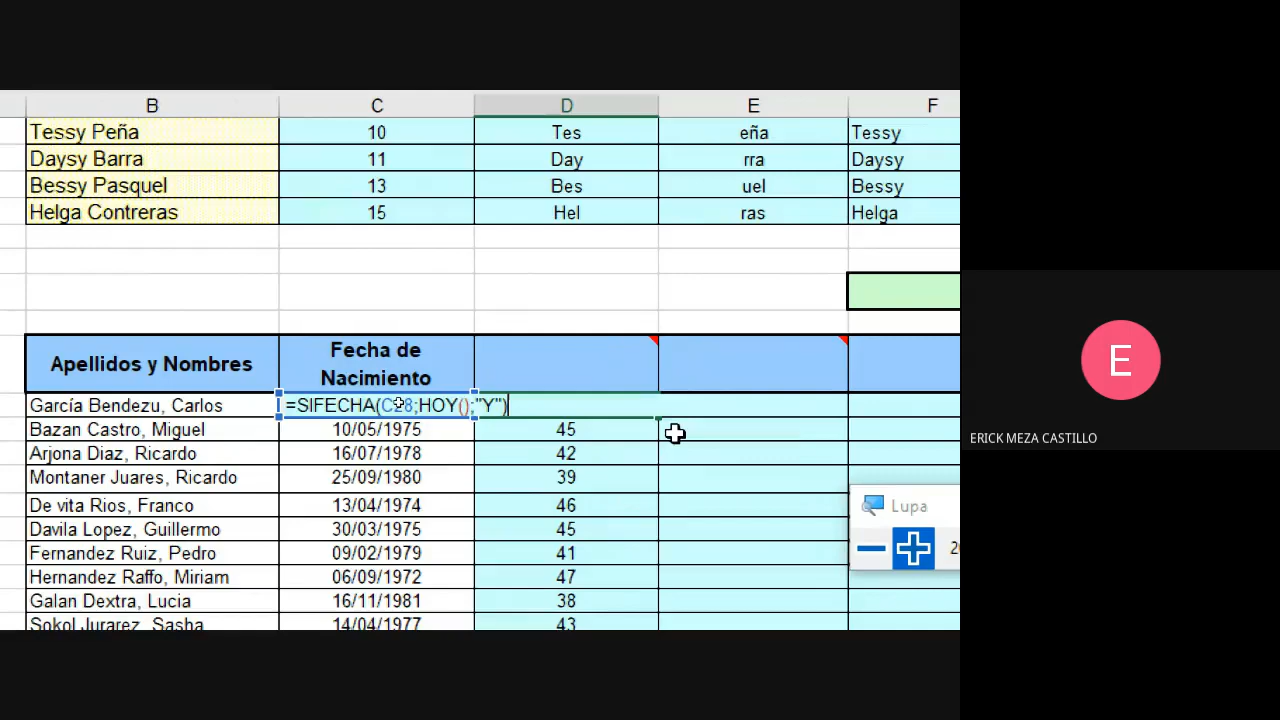 B C D E F
Tessy Peña 10 Tes eña Tessy
Daysy Barra 11 Day rra Daysy
Bessy Pasquel 13 Bes uel Bessy
Helga Contreras 15 Hel ras Helga
Apellidos y Nombres Fecha de
Nacimiento
García Bendezu, Carlos =SIFECHA(C28;HOY();"Y")
Bazan Castro, Miguel 10/05/1975 45
Arjona Diaz, Ricardo 16/07/1978 42
Montaner Juares, Ricardo 25/09/1980 39
De vita Rios, Franco 13/04/1974 46
Davila Lopez, Guillermo 30/03/1975 45
Fernandez Ruiz, Pedro 09/02/1979 41
Hernandez Raffo, Miriam 06/09/1972 47
Galan Dextra, Lucia 16/11/1981 38
Sokol Jurarez, Sasha 14/04/1977 43
Lupa
E
ERICK MEZA CASTILLO